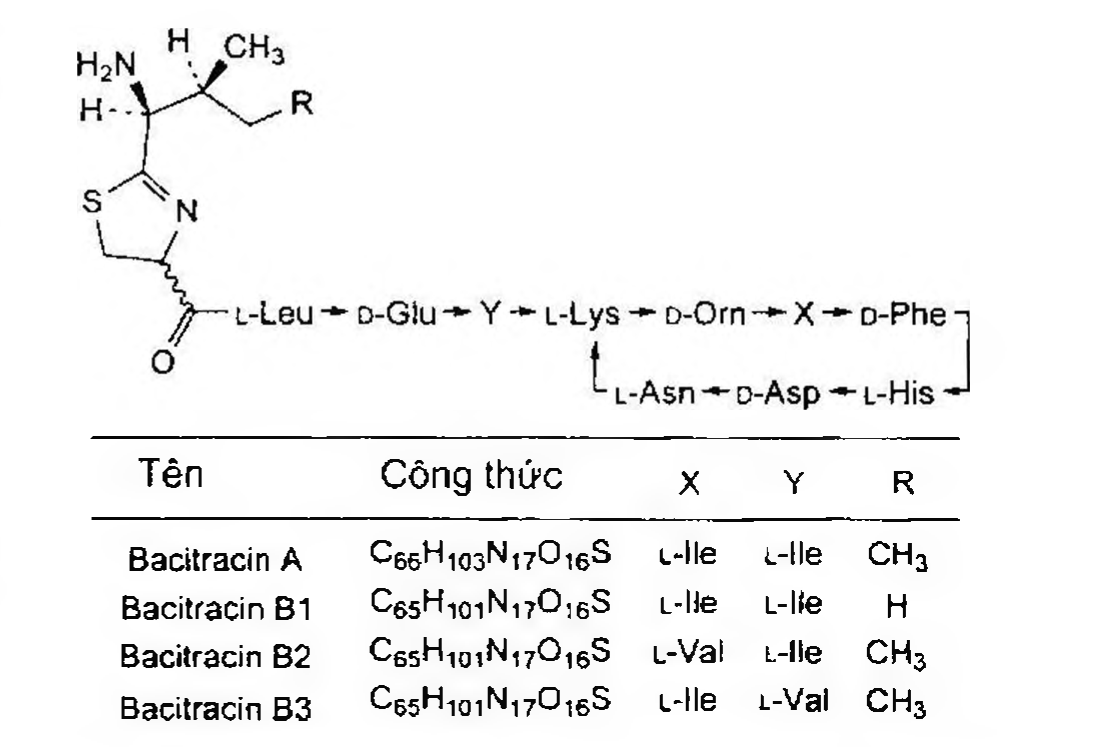 H CH₃
H₂N
H R
S N
O
L-Leu → D-Glu → Y → L-Lys → D-Orn → X → D-Phe
L-Asn ← D-Asp ← L-His
Tên Công thức X Y R
Bacitracin A C₆₆H₁₀₃N₁₇O₁₆S L-Ile L-Ile CH₃
Bacitracin B1 C₆₅H₁₀₁N₁₇O₁₆S L-Ile L-Ile H
Bacitracin B2 C₆₅H₁₀₁N₁₇O₁₆S L-Val L-Ile CH₃
Bacitracin B3 C₆₅H₁₀₁N₁₇O₁₆S L-Ile L-Val CH₃